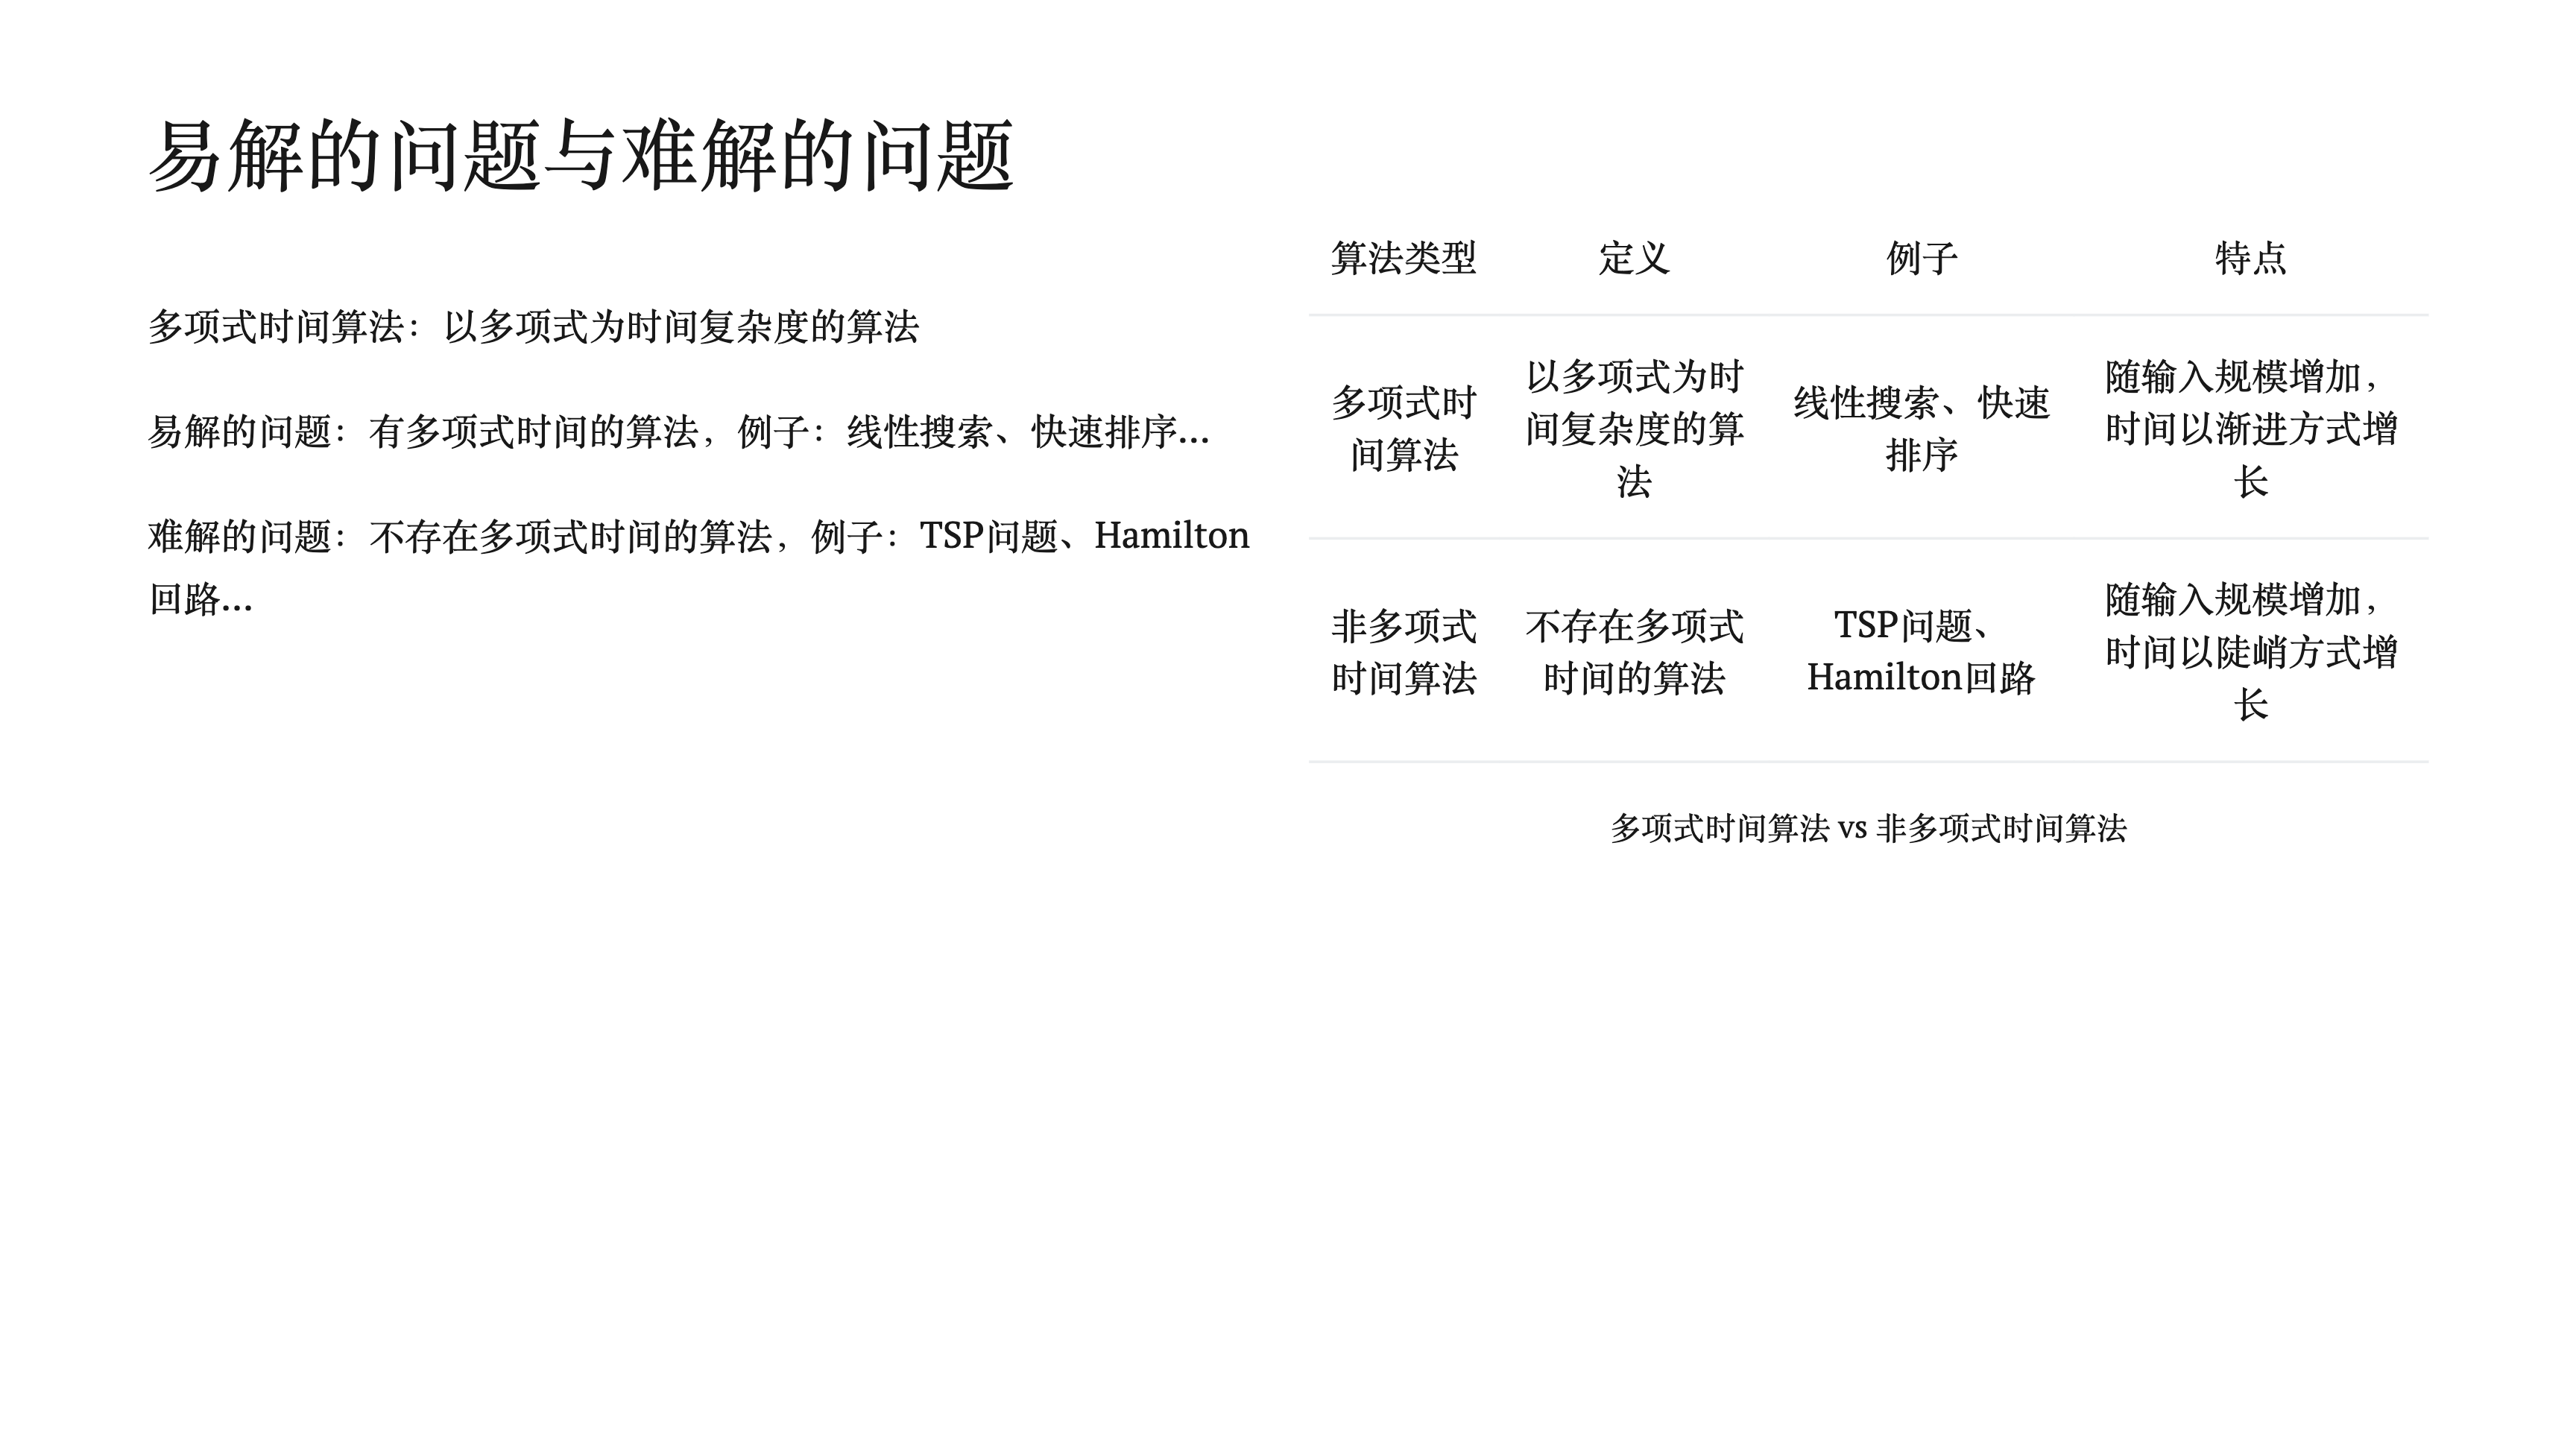 易解的问题与难解的问题
多项式时间算法：以多项式为时间复杂度的算法
易解的问题：有多项式时间的算法，例子：线性搜索、快速排序...
难解的问题：不存在多项式时间的算法，例子：TSP问题、Hamilton
回路...
算法类型 定义 例子 特点
多项式时
间算法
以多项式为时
间复杂度的算
法
线性搜索、快速
排序
随输入规模增加，
时间以渐进方式增
长
非多项式
时间算法
不存在多项式
时间的算法
TSP问题、
Hamilton回路
随输入规模增加，
时间以陡峭方式增
长
多项式时间算法 vs 非多项式时间算法